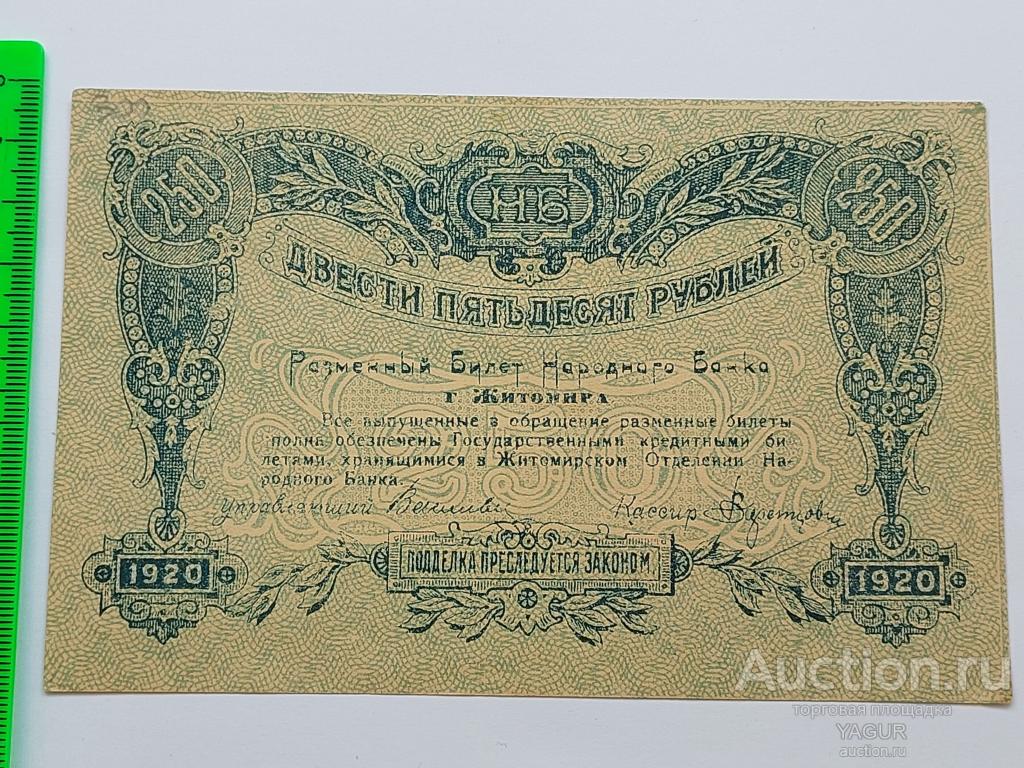 250
НБ
250
ДВЕСТИ ПЯТЬДЕСЯТ РУБЛЕЙ
Разменный Билет Народного Банка
г Житомира
250
Все выпущенные в обращение разменные билеты
полна обезпечены Государственными кредитными би
летами, хранящимися в Житомирском Отделении На-
родного Банка.
управляющий
Кассир
ПОДДЕЛКА ПРЕСЛЕДУЕТСЯ ЗАКОНОМ.
1920
1920
Auction.ru
торговая площадка
YAGUR
auction.ru